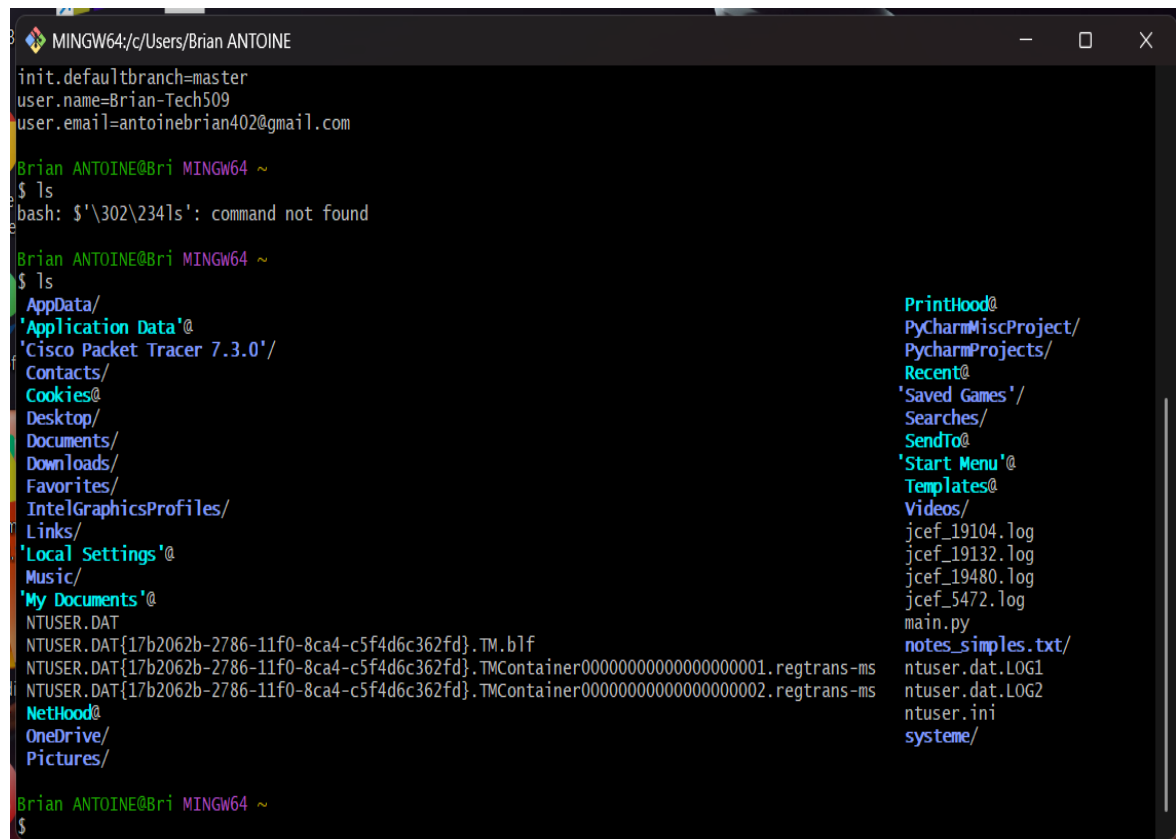 MINGW64:/c/Users/Brian ANTOINE
init.defaultbranch=master
user.name=Brian-Tech509
user.email=antoinebrian402@gmail.com
Brian ANTOINE@Bri MINGW64 ~
$ ls
bash: $'\302\234ls': command not found
Brian ANTOINE@Bri MINGW64 ~
$ ls
AppData/ PrintHood@
'Application Data'@ PyCharmMiscProject/
'Cisco Packet Tracer 7.3.0'/ PycharmProjects/
Contacts/ Recent@
Cookies@ 'Saved Games'/
Desktop/ Searches/
Documents/ SendTo@
Downloads/ 'Start Menu'@
Favorites/ Templates@
IntelGraphicsProfiles/ Videos/
Links/ jcef_19104.log
'Local Settings'@ jcef_19132.log
Music/ jcef_19480.log
'My Documents'@ jcef_5472.log
NTUSER.DAT main.py
NTUSER.DAT{17b2062b-2786-11f0-8ca4-c5f4d6c362fd}.TM.blf notes_simples.txt/
NTUSER.DAT{17b2062b-2786-11f0-8ca4-c5f4d6c362fd}.TMContainer00000000000000000001.regtrans-ms ntuser.dat.LOG1
NTUSER.DAT{17b2062b-2786-11f0-8ca4-c5f4d6c362fd}.TMContainer00000000000000000002.regtrans-ms ntuser.dat.LOG2
NetHood@ ntuser.ini
OneDrive/ systeme/
Pictures/
Brian ANTOINE@Bri MINGW64 ~
$